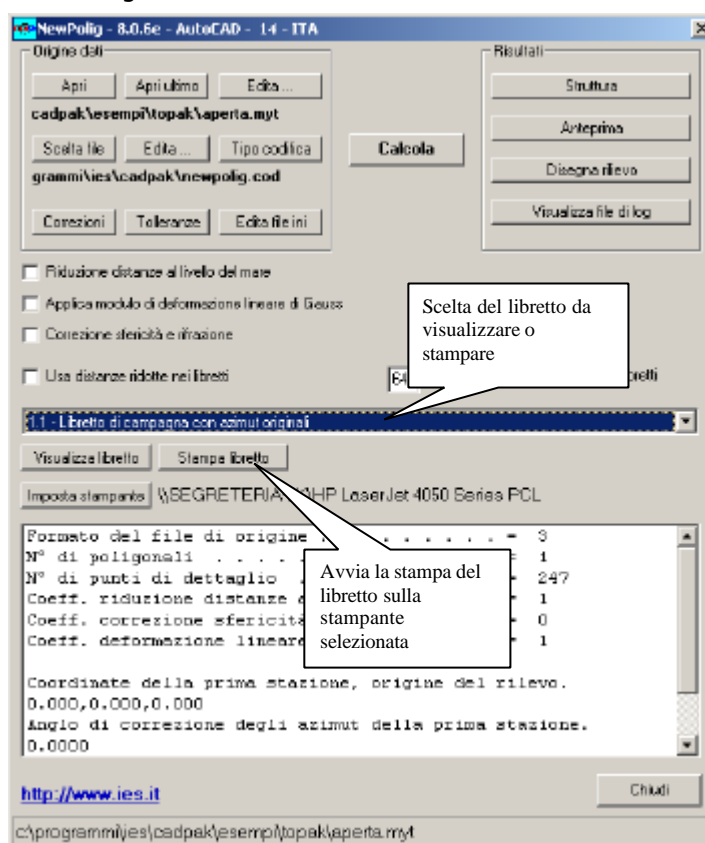 NewPolig - 8.0.6e - AutoCAD - 14 - ITA
Origine dati
Risultati
Apri
Apri ultimo
Edita ...
Struttura
cadpak\esempi\topak\aperta.myt
Anteprima
Scelta file
Edita ...
Tipo codifica
Calcola
Disegna rilievo
grammi\ies\cadpak\newpolig.cod
Visualizza file di log
Correzioni
Tolleranze
Edita file ini
Riduzione distanze al livello del mare
Applica modulo di deformazione lineare di Gauss
Correzione sfericità e rifrazione
Scelta del libretto da
visualizzare o
stampare
Usa distanze ridotte nei libretti
64
1.1 - Libretto di campagna con azimut originali
Visualizza libretto
Stampa libretto
Imposta stampante
\\SEGRETERIA
HP LaserJet 4050 Series PCL
Formato del file di origine . . . . . . . . = 3
N° di poligonali . . . . . = 1
N° di punti di dettaglio . = 247
Coeff. riduzione distanze = 1
Coeff. correzione sfericità = 0
Coeff. deformazione lineare = 1
Avvia la stampa del
libretto sulla
stampante
selezionata
Coordinate della prima stazione, origine del rilevo.
0.000,0.000,0.000
Anglo di correzione degli azimut della prima stazione.
0.0000
http://www.ies.it
Chiudi
c:\programmi\ies\cadpak\esempi\topak\aperta.myt